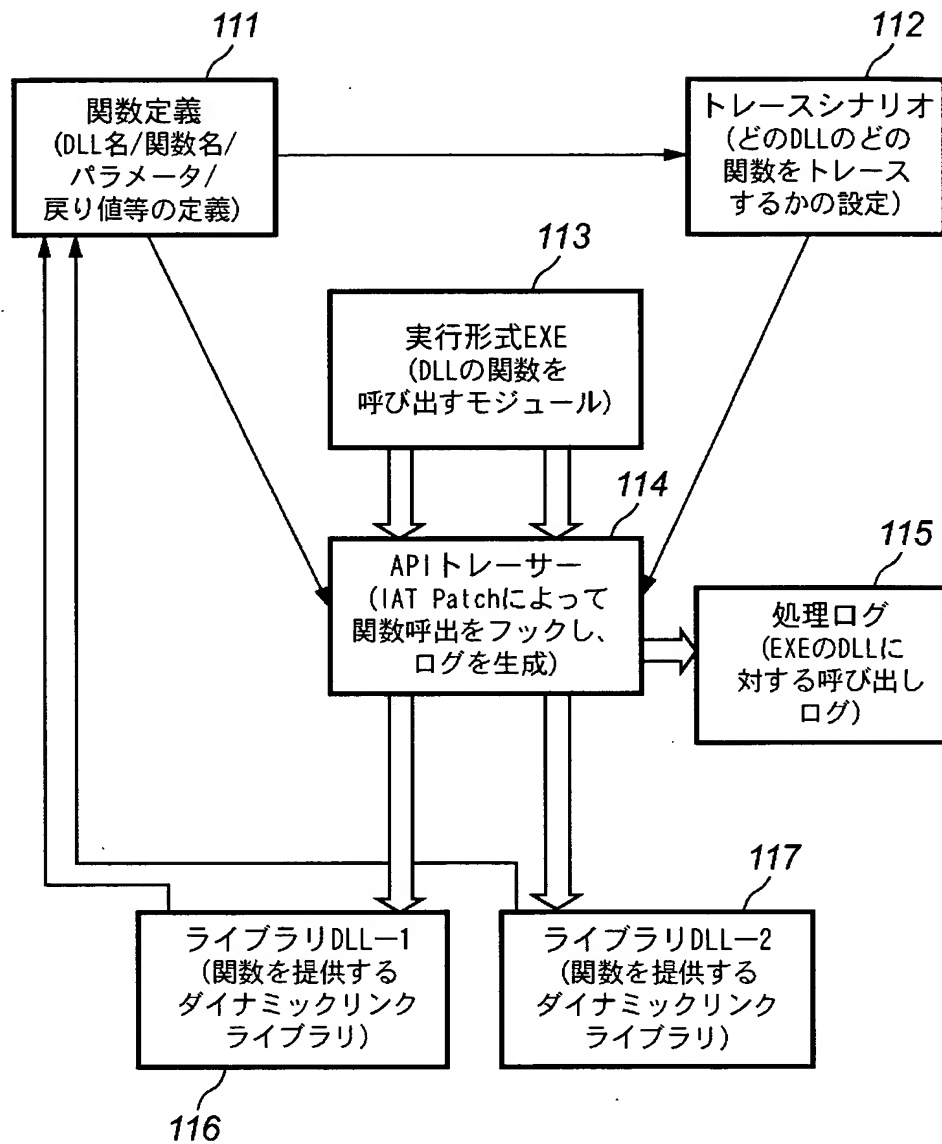 111
関数定義
(DLL名/関数名/
パラメータ/
戻り値等の定義)
112
トレースシナリオ
(どのDLLのどの
関数をトレース
するかの設定)
113
実行形式EXE
(DLLの関数を
呼び出すモジュール)
114
APIトレーサー
(IAT Patchによって
関数呼出をフックし、
ログを生成)
115
処理ログ
(EXEのDLLに
対する呼び出し
ログ)
ライブラリDLL－1
(関数を提供する
ダイナミックリンク
ライブラリ)
116
117
ライブラリDLL－2
(関数を提供する
ダイナミックリンク
ライブラリ)